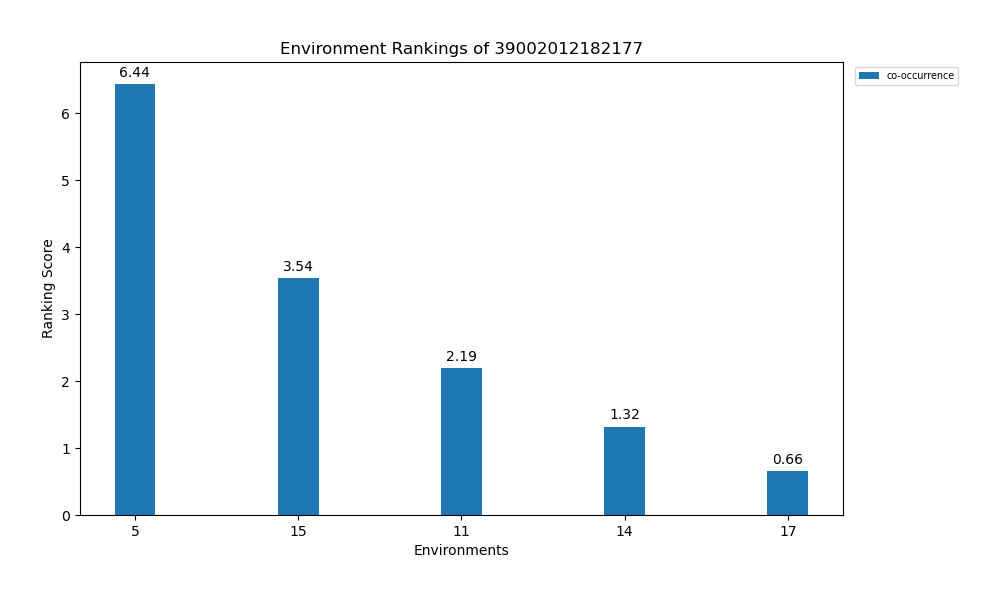 Environment Rankings of 39002012182177
co-occurrence
6.44
3.54
2.19
1.32
0.66
Ranking Score
6
5
4
3
2
1
0
5 15 11 14 17
Environments